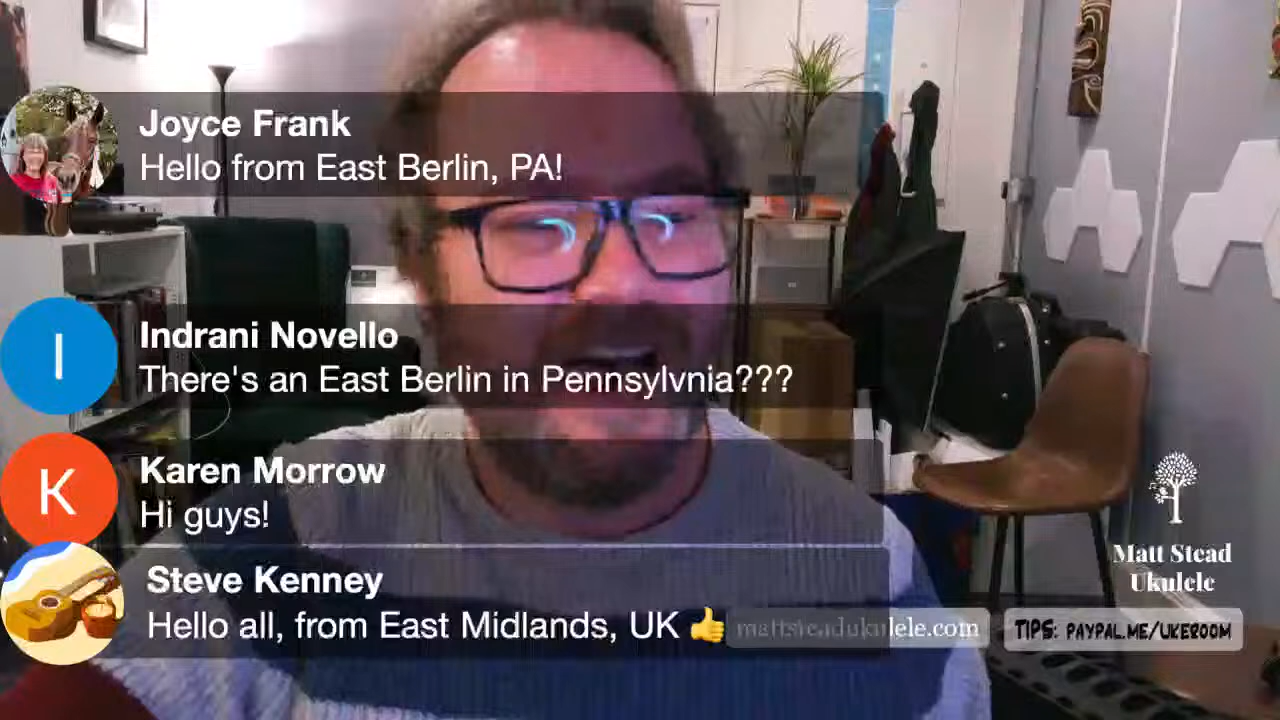 Joyce Frank
Hello from East Berlin, PA!
I
Indrani Novello
There's an East Berlin in Pennsylvnia???
K
Karen Morrow
Hi guys!
Steve Kenney
Hello all, from East Midlands, UK 👍
Matt Stead
Ukulele
mattsteadukulele.com
TIPS: PAYPAL.ME/UKEROOM